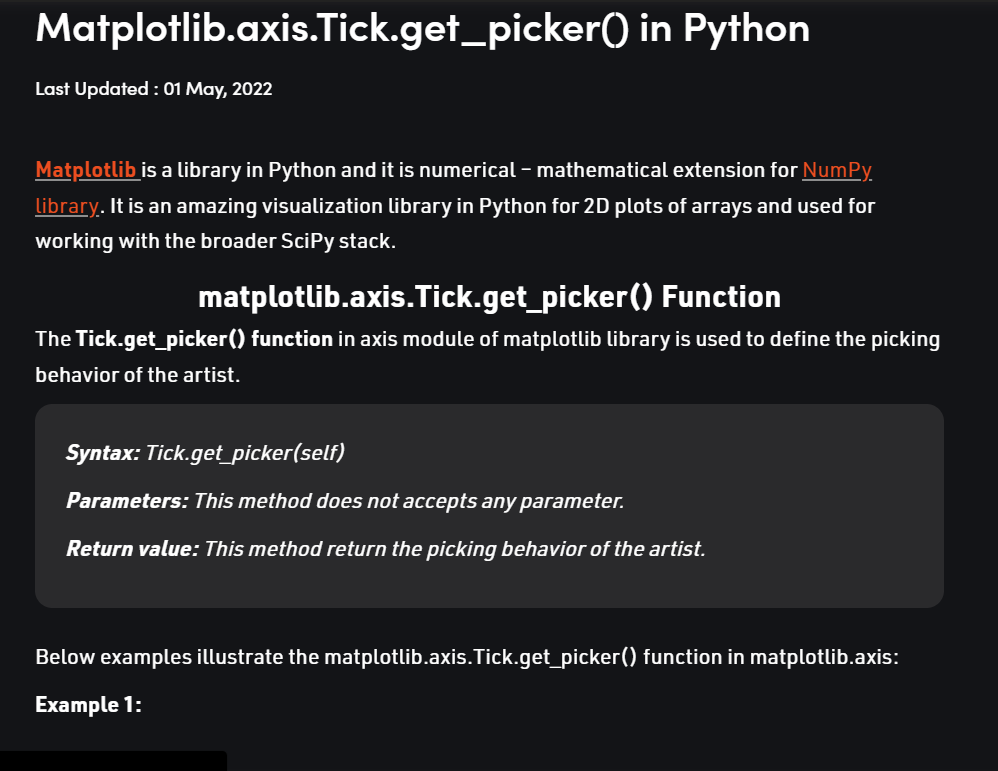 Matplotlib.axis.Tick.get_picker() in Python
Last Updated : 01 May, 2022
Matplotlib is a library in Python and it is numerical – mathematical extension for NumPy
library. It is an amazing visualization library in Python for 2D plots of arrays and used for
working with the broader SciPy stack.
matplotlib.axis.Tick.get_picker() Function
The Tick.get_picker() function in axis module of matplotlib library is used to define the picking
behavior of the artist.
Syntax: Tick.get_picker(self)
Parameters: This method does not accepts any parameter.
Return value: This method return the picking behavior of the artist.
Below examples illustrate the matplotlib.axis.Tick.get_picker() function in matplotlib.axis:
Example 1: